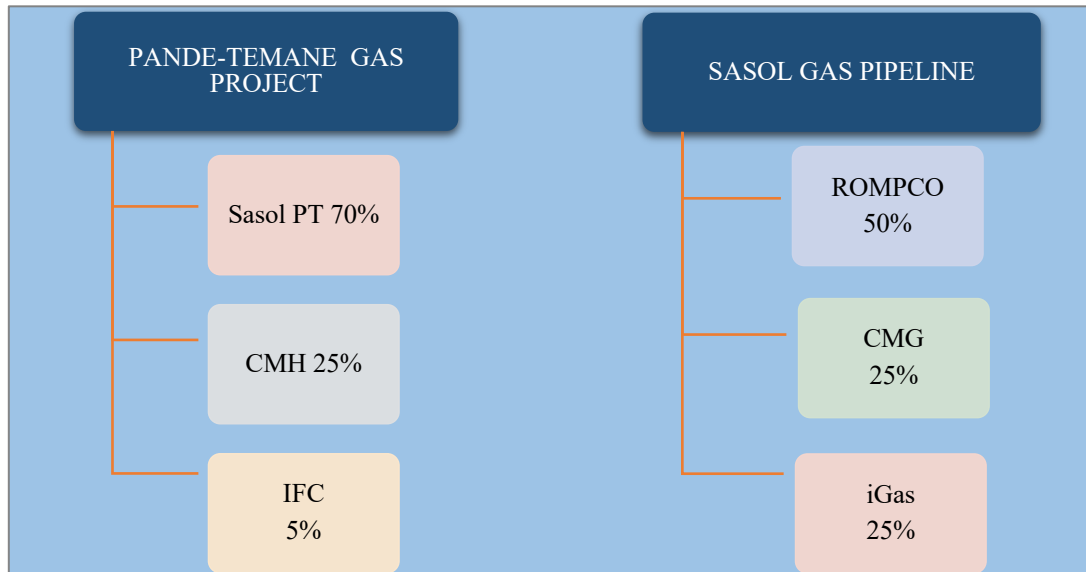 PANDE-TEMANE GAS
PROJECT
Sasol PT 70%
CMH 25%
IFC
5%
SASOL GAS PIPELINE
ROMPCO
50%
CMG
25%
iGas
25%